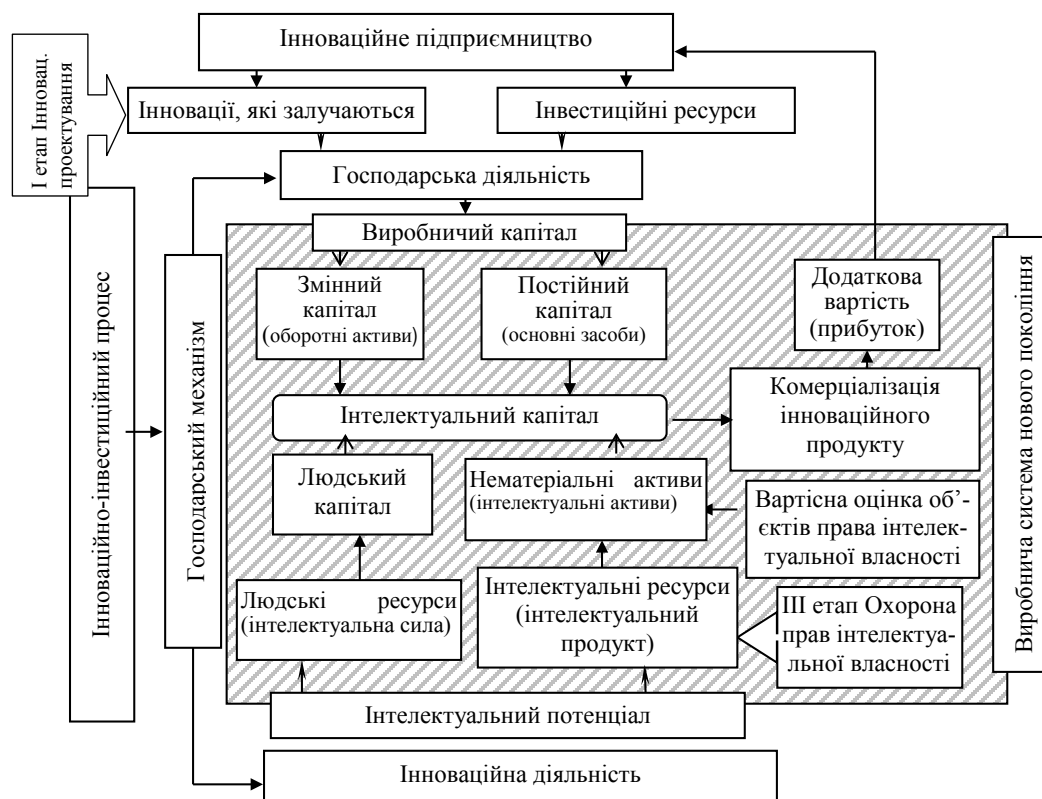 Інноваційне підприємництво
І етап Інновац.
проектування
Інновації, які залучаються
Інвестиційні ресурси
Господарська діяльність
Виробничий капітал
Змінний
капітал
(оборотні активи)
Постійний
капітал
(основні засоби)
Додаткова
вартість
(прибуток)
Інтелектуальний капітал
Комерціалізація
інноваційного
продукту
Людський
капітал
Нематеріальні активи
(інтелектуальні активи)
Вартісна оцінка об’-
єктів права інтелек-
туальної власності
Людські ресурси
(інтелектуальна сила)
Інтелектуальні ресурси
(інтелектуальний
продукт)
ІІІ етап Охорона
прав інтелектуа-
льної власності
Інтелектуальний потенціал
Інноваційна діяльність
Інноваційно-інвестиційний процес
Господарський механізм
Виробнича система нового покоління